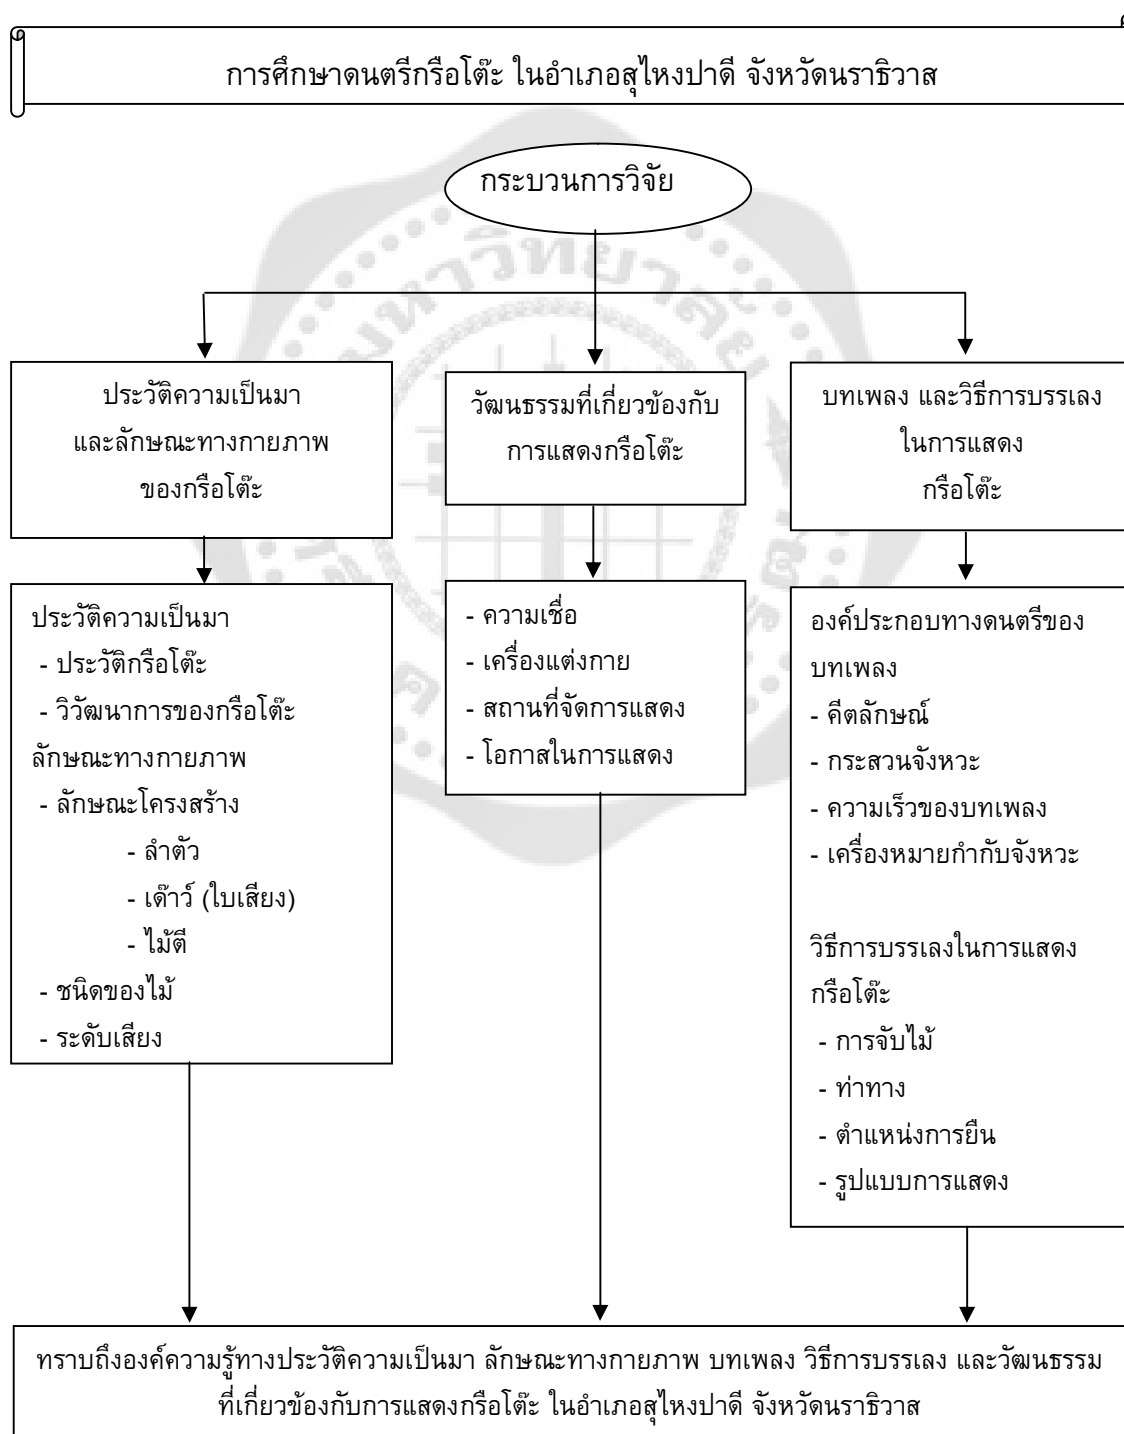 การศึกษาดนตรีกรือโต๊ะ ในอำเภอสุไหงปาดี จังหวัดนราธิวาส
กระบวนการวิจัย
ประวัติความเป็นมา
และลักษณะทางกายภาพ
ของกรือโต๊ะ
วัฒนธรรมที่เกี่ยวข้องกับ
การแสดงกรือโต๊ะ
บทเพลง และวิธีการบรรเลง
ในการแสดง
กรือโต๊ะ
ประวัติความเป็นมา
- ประวัติกรือโต๊ะ
- วิวัฒนาการของกรือโต๊ะ
ลักษณะทางกายภาพ
- ลักษณะโครงสร้าง
- ลำตัว
- เด๊าว์ (ใบเสียง)
- ไม้ตี
- ชนิดของไม้
- ระดับเสียง
- ความเชื่อ
- เครื่องแต่งกาย
- สถานที่จัดการแสดง
- โอกาสในการแสดง
องค์ประกอบทางดนตรีของ
บทเพลง
- คีตลักษณ์
- กระสวนจังหวะ
- ความเร็วของบทเพลง
- เครื่องหมายกำกับจังหวะ
วิธีการบรรเลงในการแสดง
กรือโต๊ะ
- การจับไม้
- ท่าทาง
- ตำแหน่งการยืน
- รูปแบบการแสดง
ทราบถึงองค์ความรู้ทางประวัติความเป็นมา ลักษณะทางกายภาพ บทเพลง วิธีการบรรเลง และวัฒนธรรม
ที่เกี่ยวข้องกับการแสดงกรือโต๊ะ ในอำเภอสุไหงปาดี จังหวัดนราธิวาส